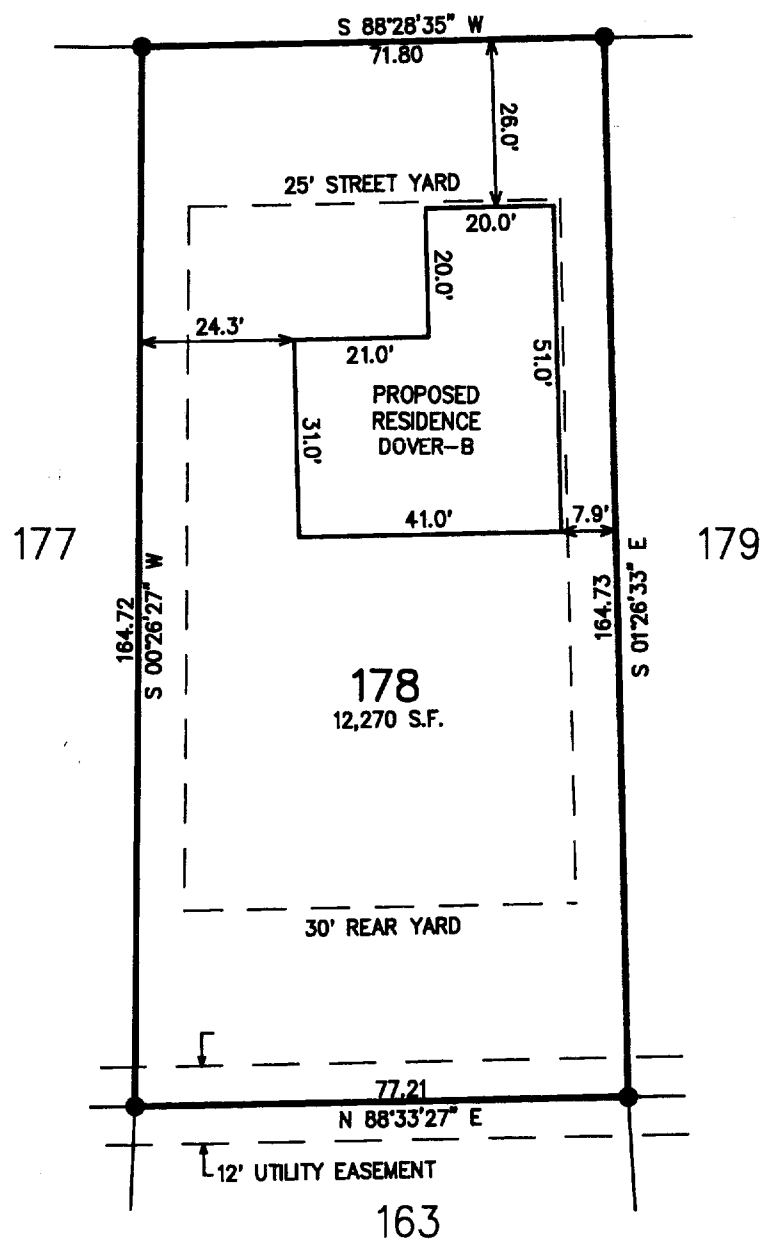 S 88°28'35" W
71.80
26.0'
25' STREET YARD
20.0'
20.0'
24.3'
21.0'
51.0'
PROPOSED
RESIDENCE
DOVER-B
31.0'
41.0'
7.9'
177
179
164.72
S 00°26'27" W
164.73
S 01°26'33" E
178
12,270 S.F.
30' REAR YARD
77.21
N 88°33'27" E
12' UTILITY EASEMENT
163